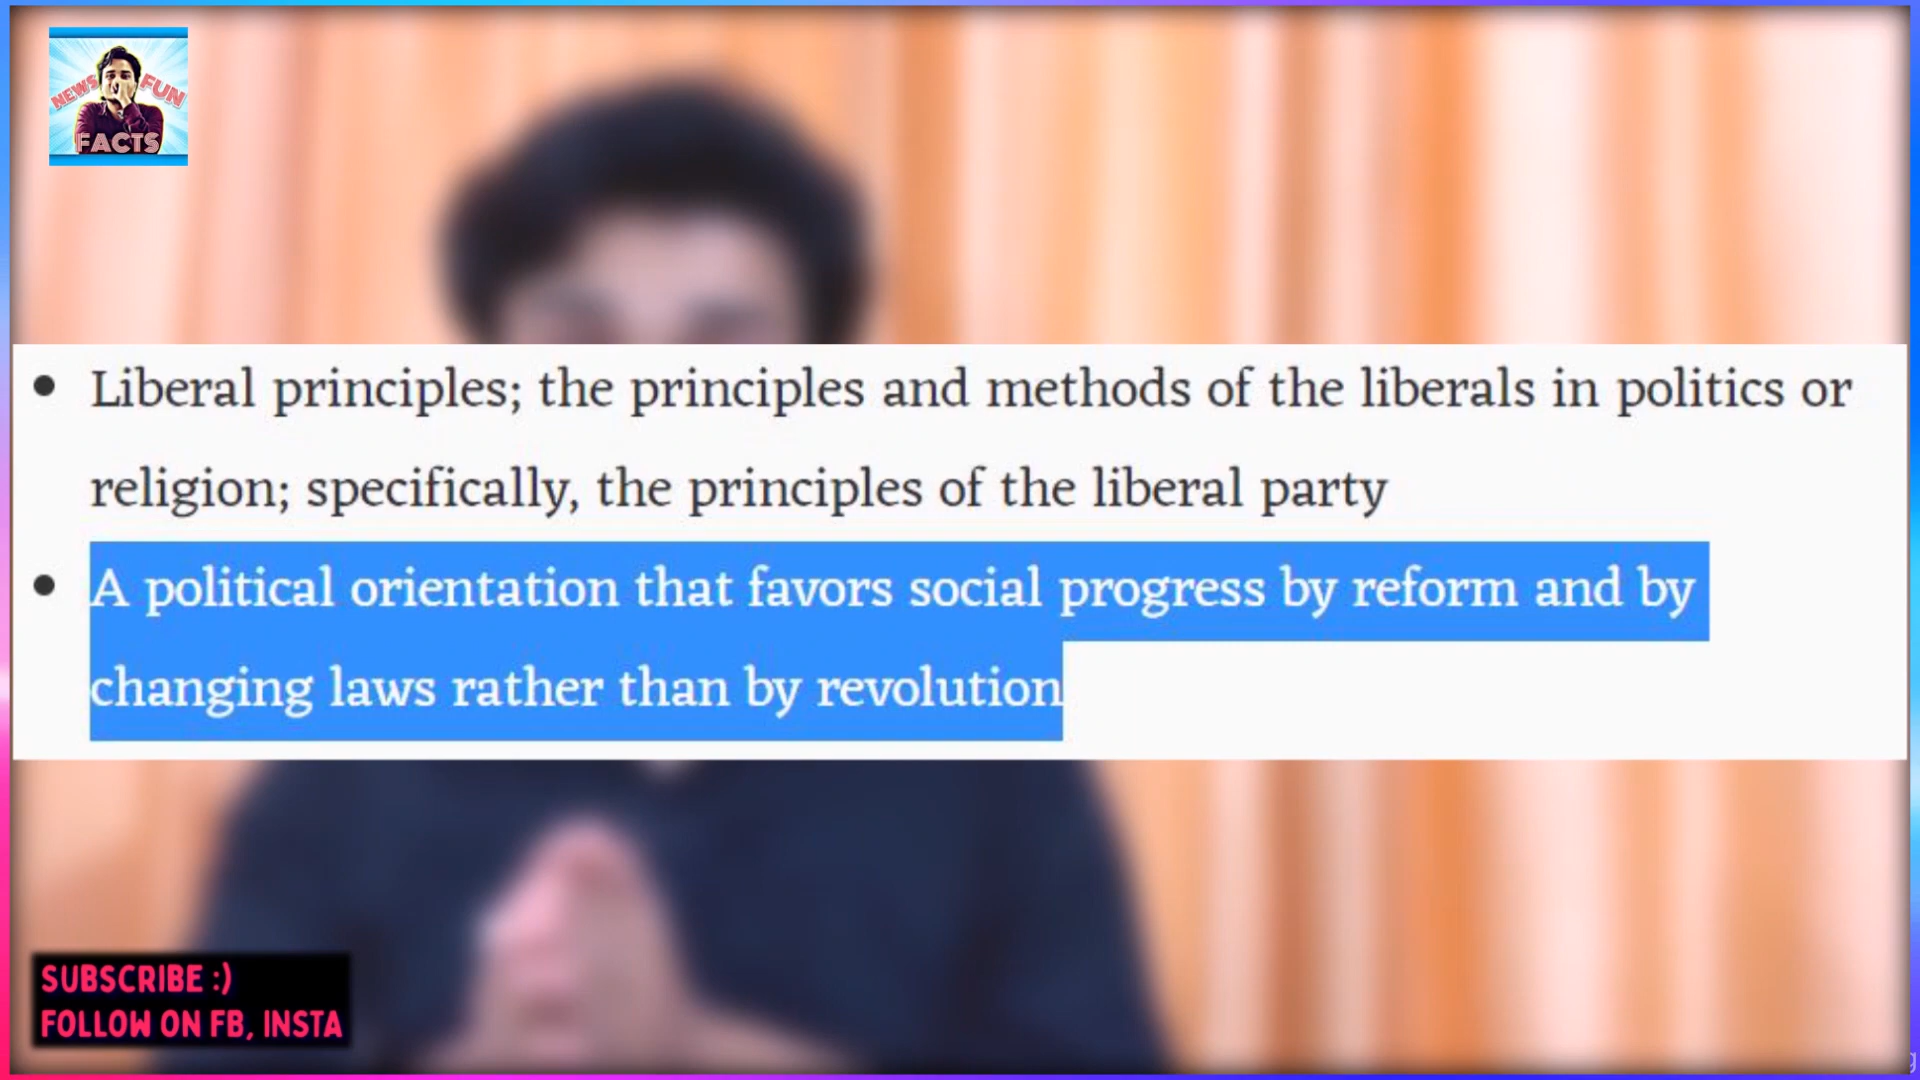 NEWS FUN
FACTS
Liberal principles; the principles and methods of the liberals in politics or
religion; specifically, the principles of the liberal party
A political orientation that favors social progress by reform and by
changing laws rather than by revolution
SUBSCRIBE :)
FOLLOW ON FB, INSTA